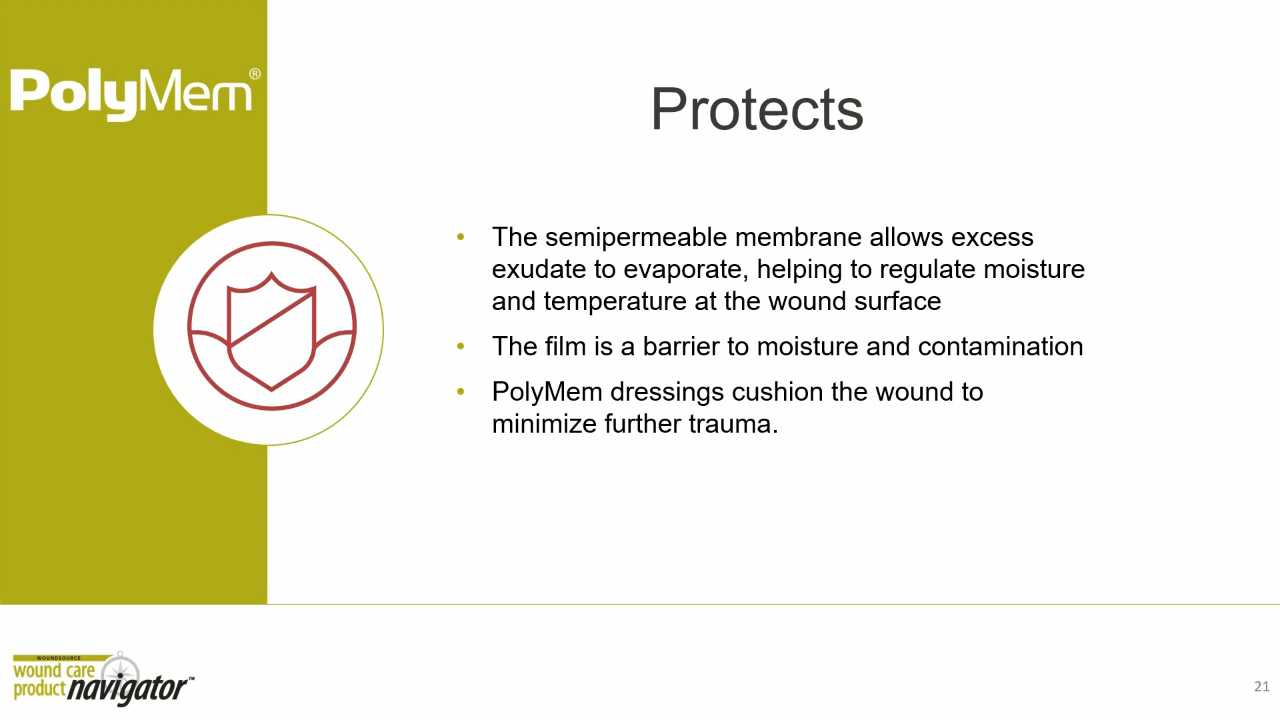 PolyMem®
Protects
• The semipermeable membrane allows excess
exudate to evaporate, helping to regulate moisture
and temperature at the wound surface
• The film is a barrier to moisture and contamination
• PolyMem dressings cushion the wound to
minimize further trauma.
WOUNDSOURCE
wound care
product navigator™
21